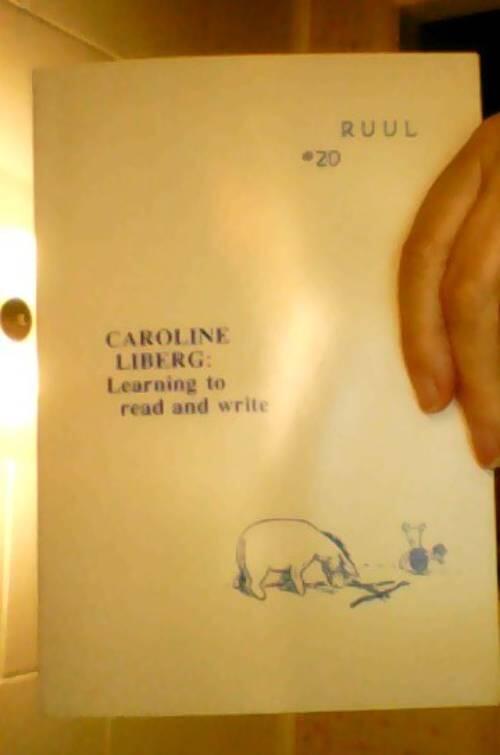 RUUL
#20
CAROLINE
LIBERG:
Learning to
read and write